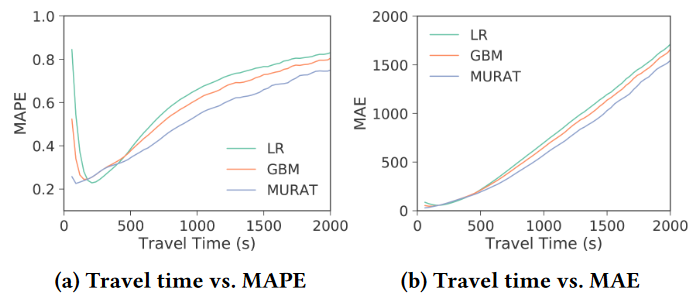 1.0
0.8
0.6
0.4
0.2
MAPE
LR
GBM
MURAT
0 500 1000 1500 2000
Travel Time (s)
(a) Travel time vs. MAPE
2000
1500
1000
500
0
MAE
LR
GBM
MURAT
0 500 1000 1500 2000
Travel Time (s)
(b) Travel time vs. MAE